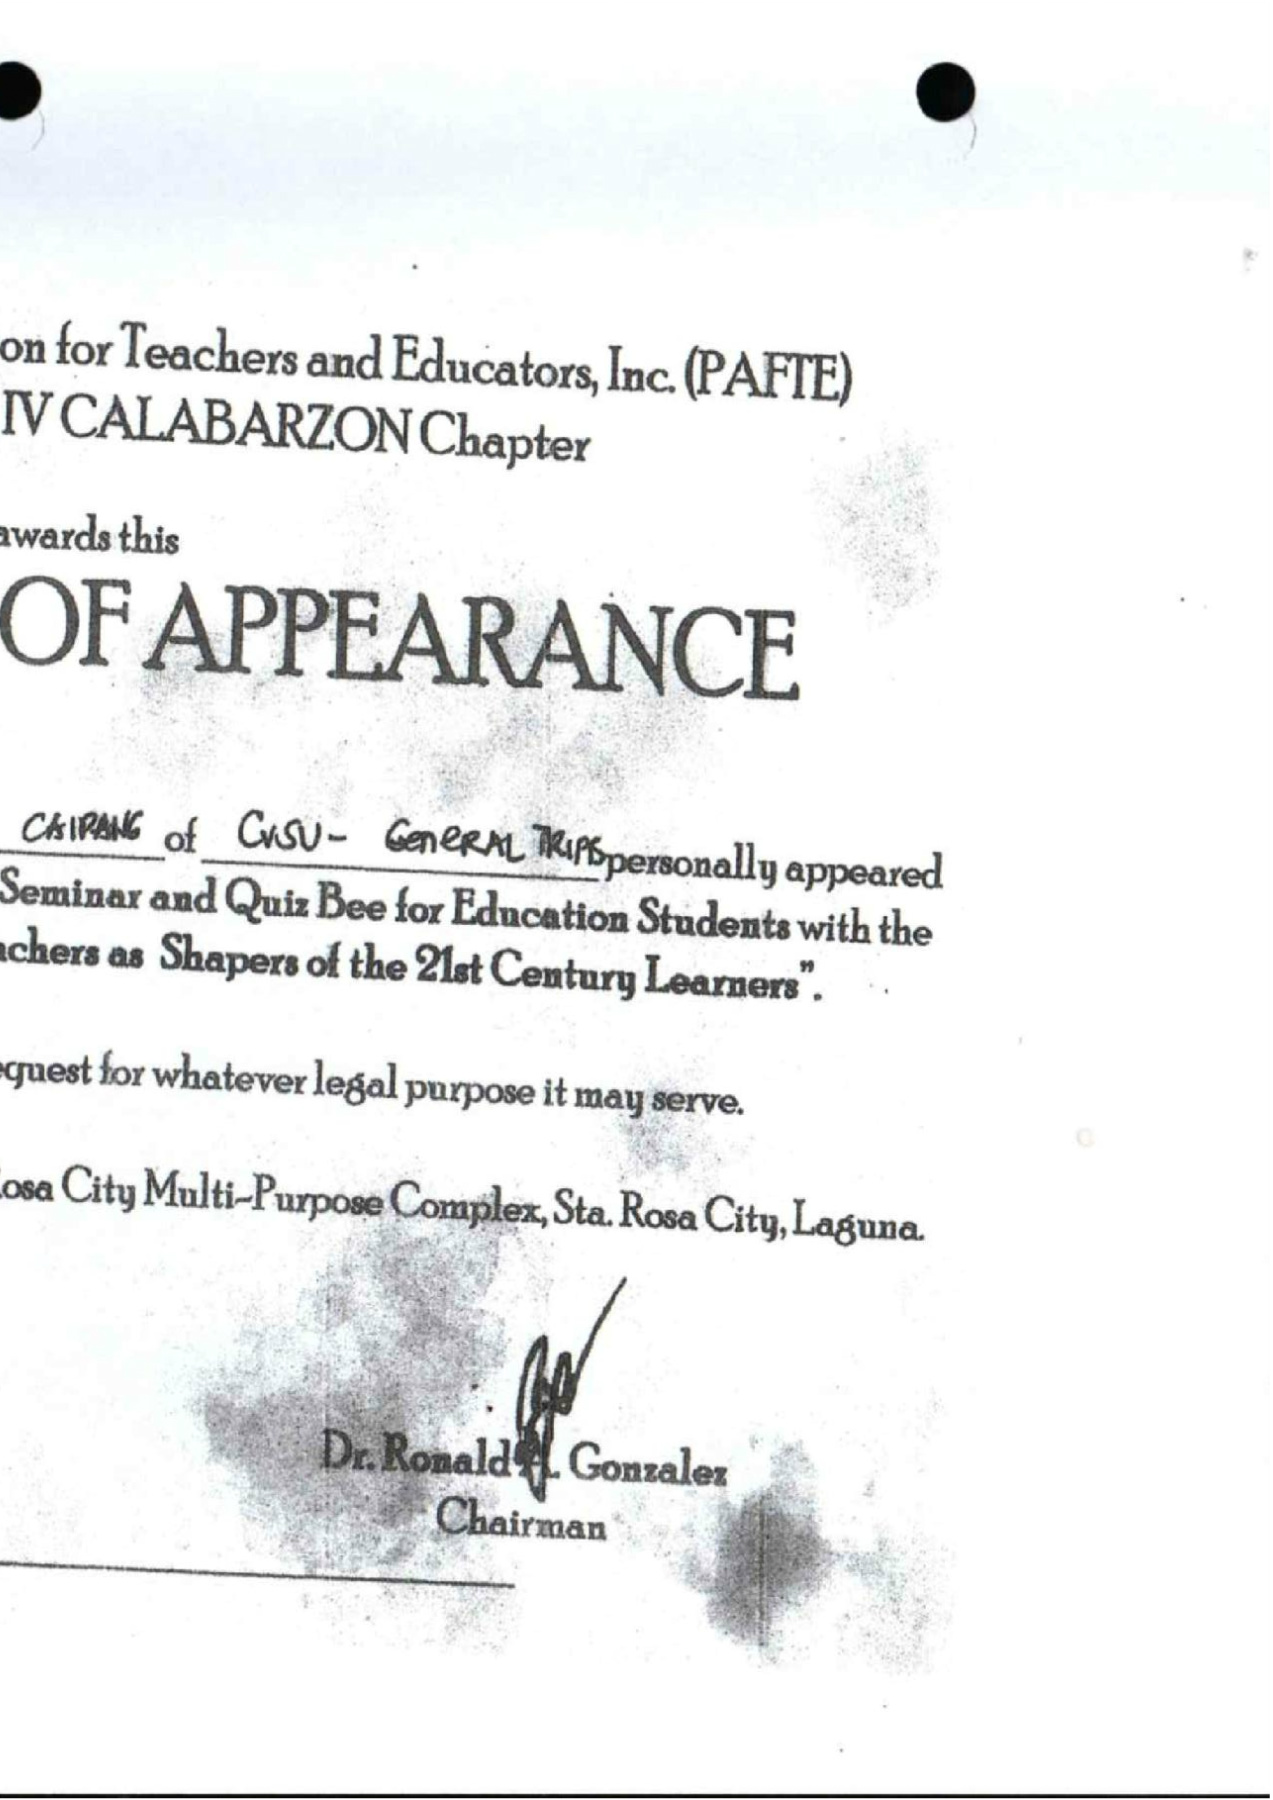 on for Teachers and Educators, Inc. (PAFTE)
IV CALABARZON Chapter
awards this
OF APPEARANCE
of CVSU- GENERAL TRIAS personally appeared
Seminar and Quiz Bee for Education Students with the
achers as Shapers of the 21st Century Learners".
equest for whatever legal purpose it may serve.
Rosa City Multi-Purpose Complex, Sta. Rosa City, Laguna.
Dr. Ronald Gonzalez
Chairman